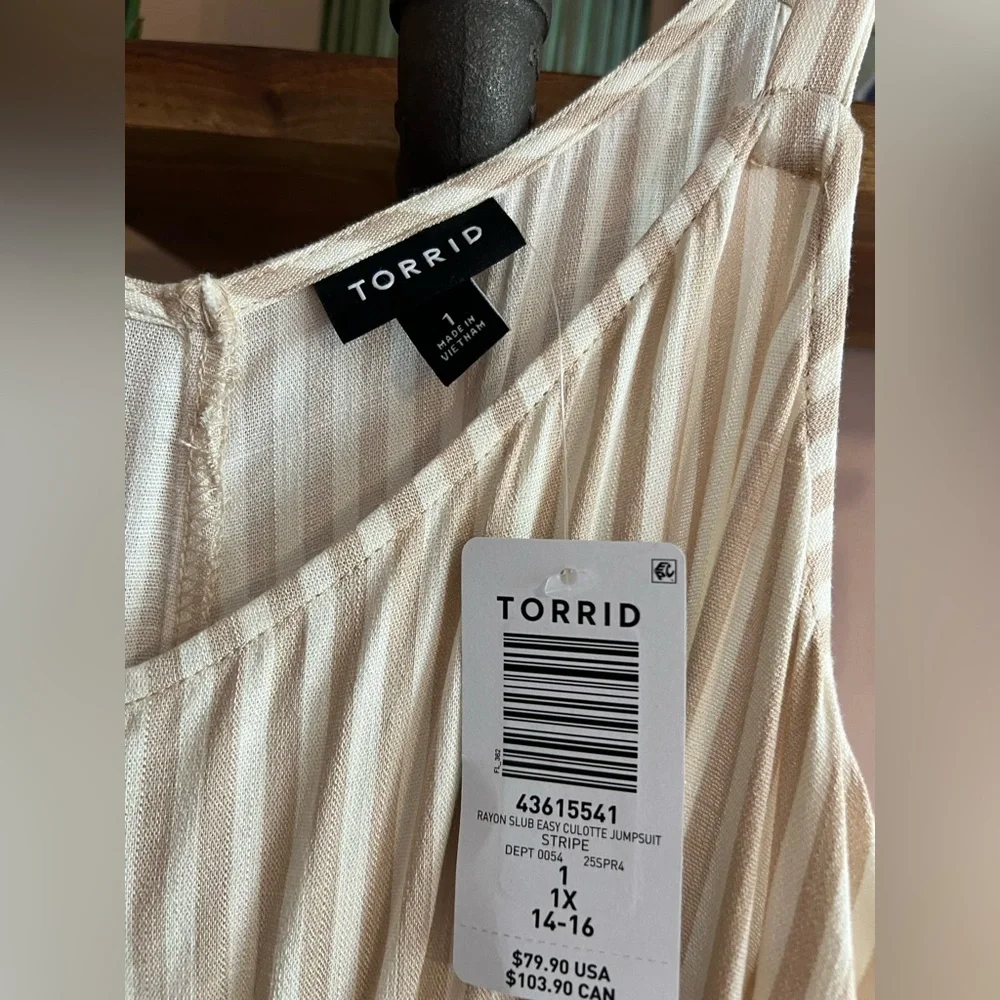 TORRID
1
MADE IN
VIETNAM
TORRID
FL_362
43615541
RAYON SLUB EASY CULOTTE JUMPSUIT
STRIPE
DEPT 0054 25SPR4
1
1X
14-16
$79.90 USA
$103.90 CAN